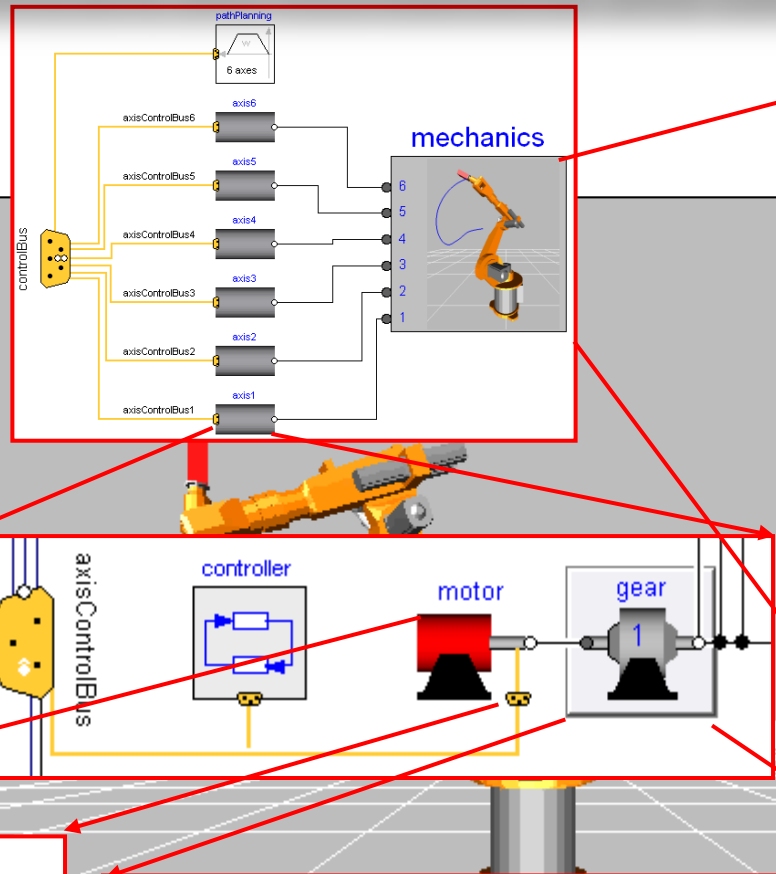 pathPlanning
w
6 axes
axisControlBus6
axis6
axisControlBus5
axis5
axisControlBus4
axis4
axisControlBus3
axis3
axisControlBus2
axis2
axisControlBus1
axis1
controlBus
mechanics
6
5
4
3
2
1
axisControlBus
controller
motor
gear
1